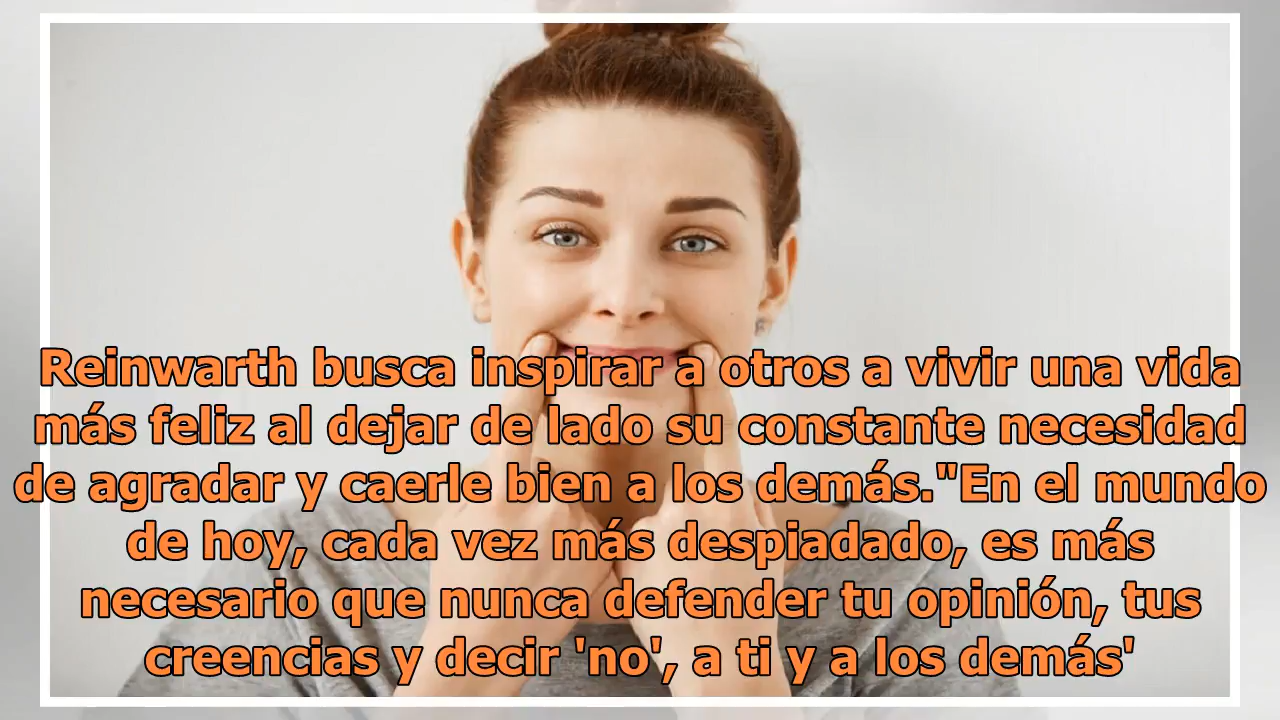 Reinwarth busca inspirar a otros a vivir una vida
más feliz al dejar de lado su constante necesidad
de agradar y caerle bien a los demás."En el mundo
de hoy, cada vez más despiadado, es más
necesario que nunca defender tu opinión, tus
creencias y decir 'no', a ti y a los demás'